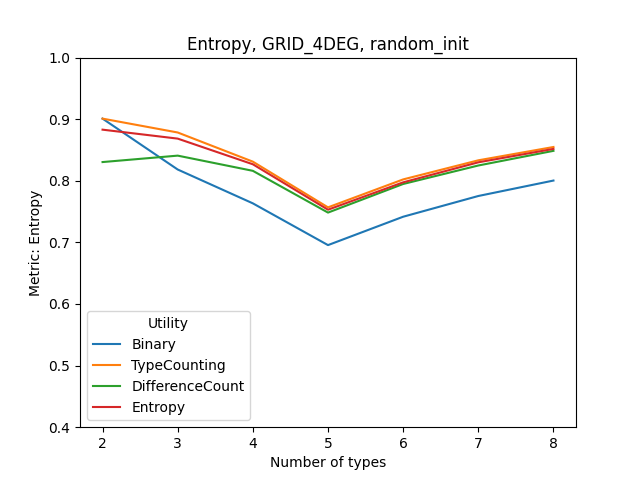 Entropy, GRID_4DEG, random_init
1.0
0.9
0.8
0.7
0.6
0.5
0.4
Metric: Entropy
Utility
Binary
TypeCounting
DifferenceCount
Entropy
2 3 4 5 6 7 8
Number of types